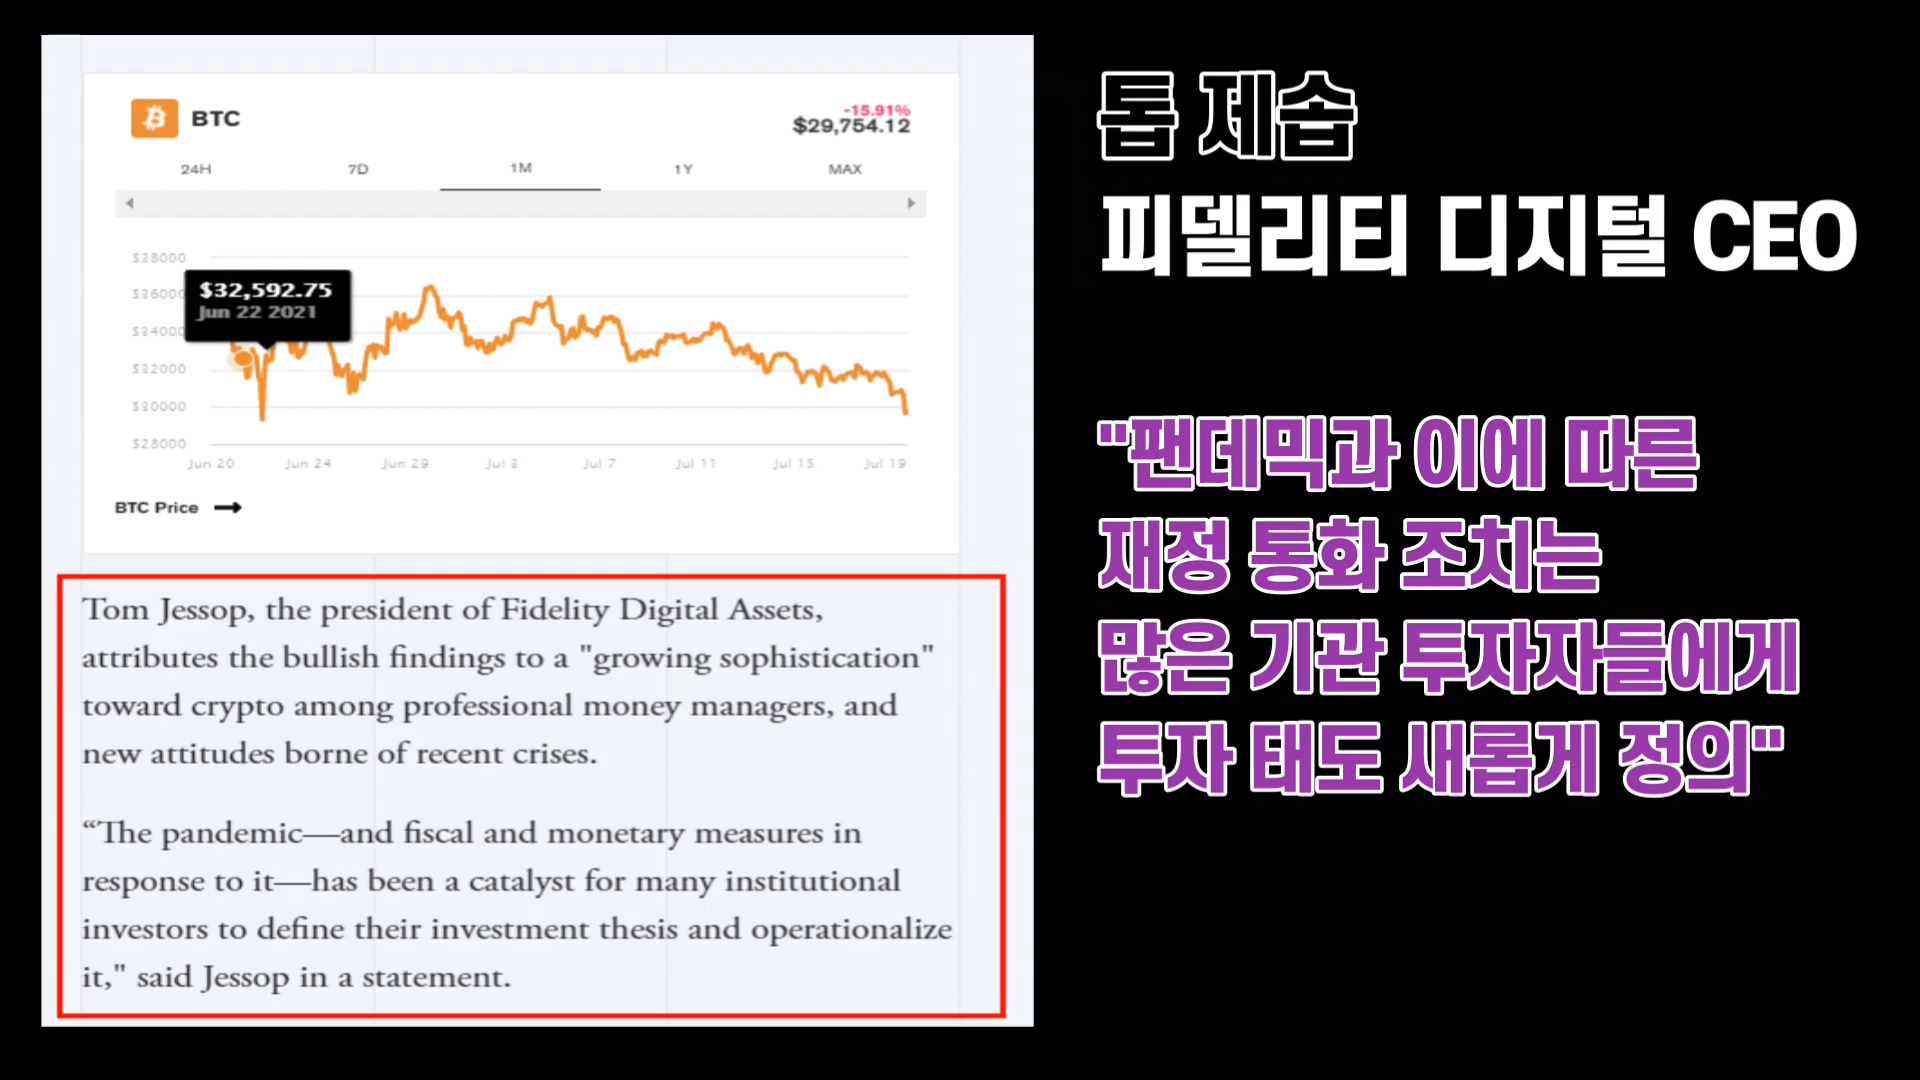 BTC
-15.91%
$29,754.12
24H 7D 1M 1Y MAX
$38000
$36000
$34000
$32000
$30000
$28000
$32,592.75
Jun 22 2021
Jun 20 Jun 24 Jun 29 Jul 3 Jul 7 Jul 11 Jul 15 Jul 19
BTC Price
Tom Jessop, the president of Fidelity Digital Assets,
attributes the bullish findings to a "growing sophistication"
toward crypto among professional money managers, and
new attitudes borne of recent crises.
“The pandemic—and fiscal and monetary measures in
response to it—has been a catalyst for many institutional
investors to define their investment thesis and operationalize
it," said Jessop in a statement.
톰 제솝
피델리티 디지털 CEO
"팬데믹과 이에 따른
재정 통화 조치는
많은 기관 투자자들에게
투자 태도 새롭게 정의"